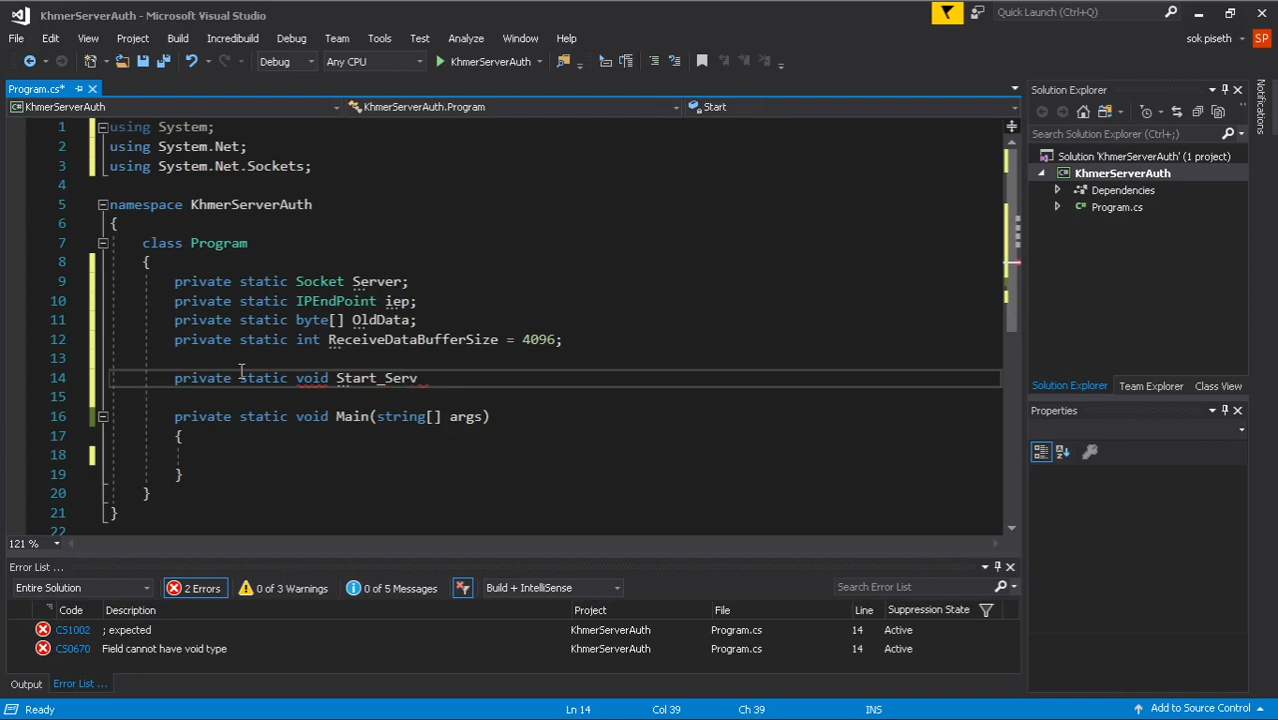 KhmerServerAuth - Microsoft Visual Studio
Quick Launch (Ctrl+Q)
File Edit View Project Build Incredibuild Debug Team Tools Test Analyze Window Help
sok piseth SP
Debug Any CPU KhmerServerAuth
Program.cs*
KhmerServerAuth KhmerServerAuth.Program Start
1 using System;
2 using System.Net;
3 using System.Net.Sockets;
4
5 namespace KhmerServerAuth
6 {
7 class Program
8 {
9 private static Socket Server;
10 private static IPEndPoint iep;
11 private static byte[] OldData;
12 private static int ReceiveDataBufferSize = 4096;
13
14 private static void Start_Serv
15
16 private static void Main(string[] args)
17 {
18
19 }
20 }
21 }
22
121 %
Solution Explorer
Search Solution Explorer (Ctrl+;)
Solution 'KhmerServerAuth' (1 project)
KhmerServerAuth
Dependencies
Program.cs
Solution Explorer Team Explorer Class View
Properties
Notifications
Error List ...
Entire Solution 2 Errors 0 of 3 Warnings 0 of 5 Messages Build + IntelliSense Search Error List
Code Description Project File Line Suppression State
CS1002 ; expected KhmerServerAuth Program.cs 14 Active
CS0670 Field cannot have void type KhmerServerAuth Program.cs 14 Active
Output Error List ...
Ready Ln 14 Col 39 Ch 39 INS Add to Source Control